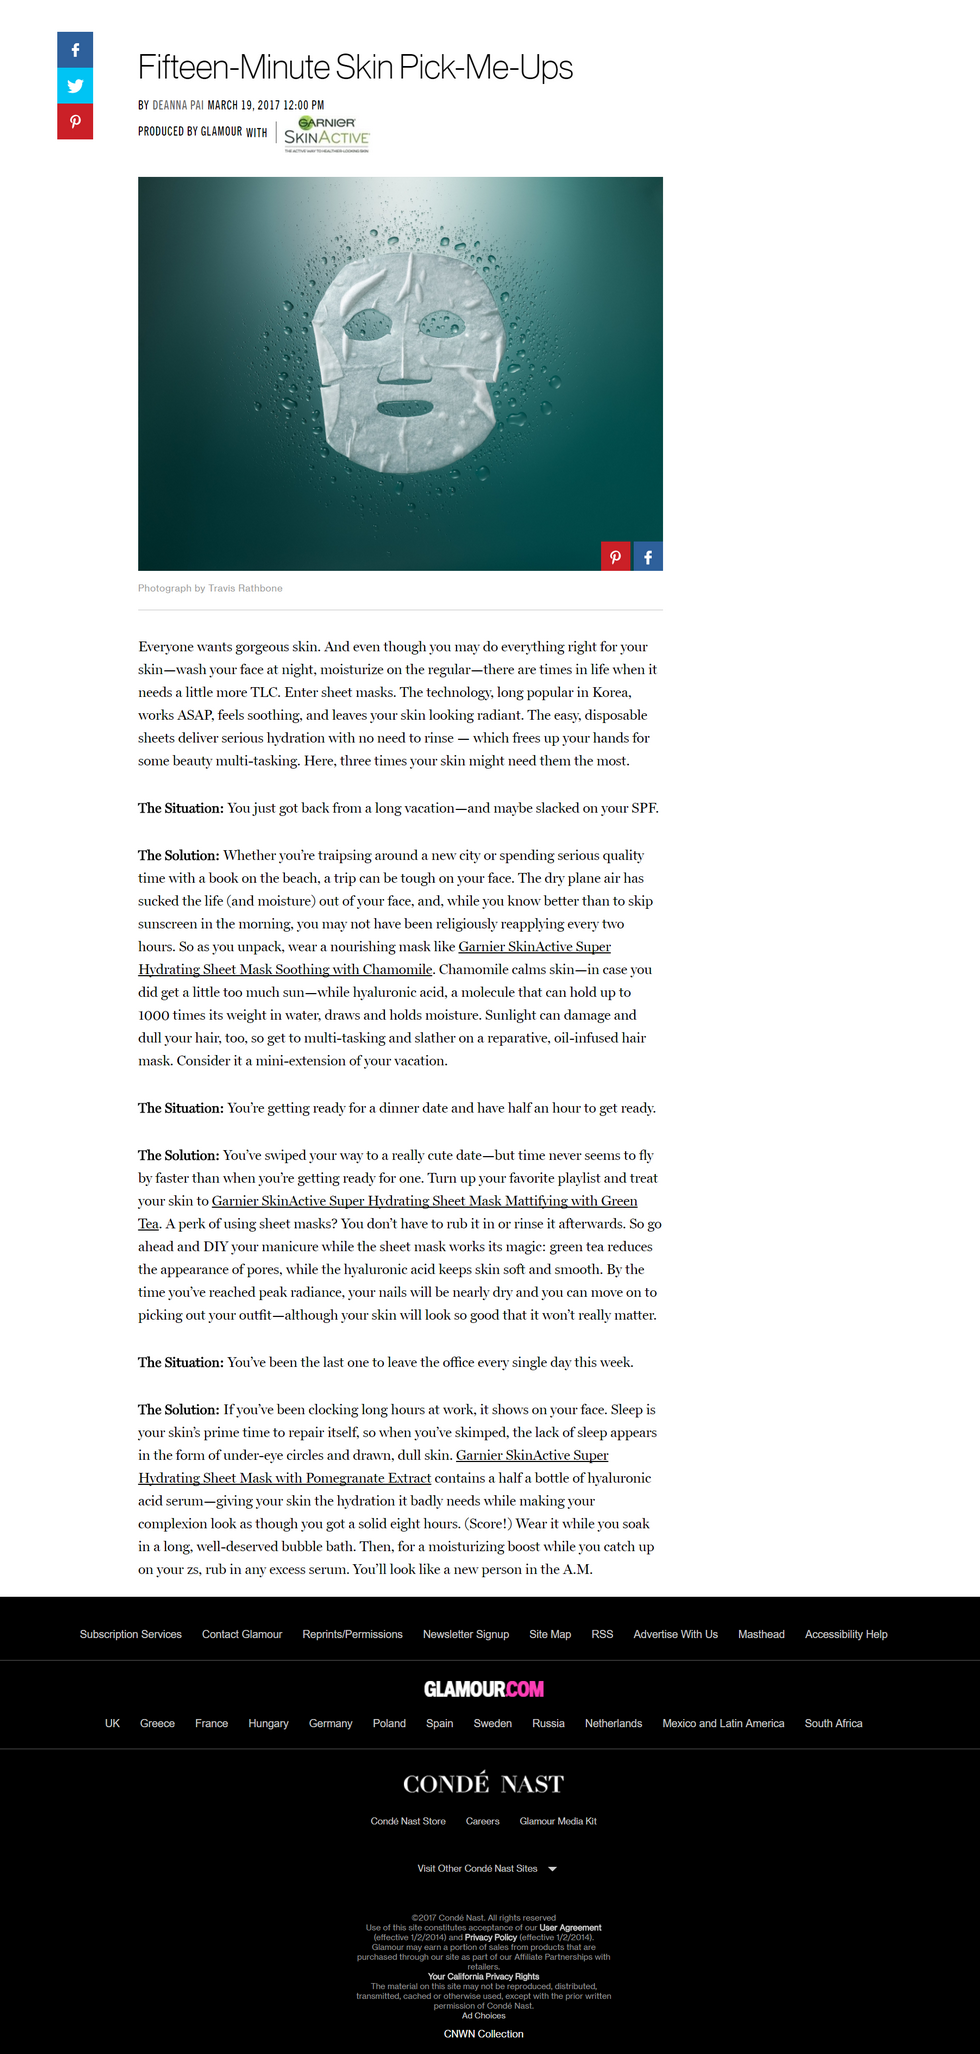 Fifteen-Minute Skin Pick-Me-Ups
BY DEANNA PAI MARCH 19, 2017 12:00 PM
PRODUCED BY GLAMOUR WITH
GARNIER
SKINACTIVE
THE ACTIVE WAY TO HEALTHIER-LOOKING SKIN
Photograph by Travis Rathbone
Everyone wants gorgeous skin. And even though you may do everything right for your
skin—wash your face at night, moisturize on the regular—there are times in life when it
needs a little more TLC. Enter sheet masks. The technology, long popular in Korea,
works ASAP, feels soothing, and leaves your skin looking radiant. The easy, disposable
sheets deliver serious hydration with no need to rinse — which frees up your hands for
some beauty multi-tasking. Here, three times your skin might need them the most.
The Situation: You just got back from a long vacation—and maybe slacked on your SPF.
The Solution: Whether you’re traipsing around a new city or spending serious quality
time with a book on the beach, a trip can be tough on your face. The dry plane air has
sucked the life (and moisture) out of your face, and, while you know better than to skip
sunscreen in the morning, you may not have been religiously reapplying every two
hours. So as you unpack, wear a nourishing mask like Garnier SkinActive Super
Hydrating Sheet Mask Soothing with Chamomile. Chamomile calms skin—in case you
did get a little too much sun—while hyaluronic acid, a molecule that can hold up to
1000 times its weight in water, draws and holds moisture. Sunlight can damage and
dull your hair, too, so get to multi-tasking and slather on a reparative, oil-infused hair
mask. Consider it a mini-extension of your vacation.
The Situation: You’re getting ready for a dinner date and have half an hour to get ready.
The Solution: You’ve swiped your way to a really cute date—but time never seems to fly
by faster than when you’re getting ready for one. Turn up your favorite playlist and treat
your skin to Garnier SkinActive Super Hydrating Sheet Mask Mattifying with Green
Tea. A perk of using sheet masks? You don’t have to rub it in or rinse it afterwards. So go
ahead and DIY your manicure while the sheet mask works its magic: green tea reduces
the appearance of pores, while the hyaluronic acid keeps skin soft and smooth. By the
time you’ve reached peak radiance, your nails will be nearly dry and you can move on to
picking out your outfit—although your skin will look so good that it won’t really matter.
The Situation: You’ve been the last one to leave the office every single day this week.
The Solution: If you’ve been clocking long hours at work, it shows on your face. Sleep is
your skin’s prime time to repair itself, so when you’ve skimped, the lack of sleep appears
in the form of under-eye circles and drawn, dull skin. Garnier SkinActive Super
Hydrating Sheet Mask with Pomegranate Extract contains a half a bottle of hyaluronic
acid serum—giving your skin the hydration it badly needs while making your
complexion look as though you got a solid eight hours. (Score!) Wear it while you soak
in a long, well-deserved bubble bath. Then, for a moisturizing boost while you catch up
on your zs, rub in any excess serum. You’ll look like a new person in the A.M.
Subscription Services Contact Glamour Reprints/Permissions Newsletter Signup Site Map RSS Advertise With Us Masthead Accessibility Help
GLAMOUR.COM
UK Greece France Hungary Germany Poland Spain Sweden Russia Netherlands Mexico and Latin America South Africa
CONDÉ NAST
Condé Nast Store Careers Glamour Media Kit
Visit Other Condé Nast Sites
©2017 Condé Nast. All rights reserved
Use of this site constitutes acceptance of our User Agreement
(effective 1/2/2014) and Privacy Policy (effective 1/2/2014).
Glamour may earn a portion of sales from products that are
purchased through our site as part of our Affiliate Partnerships with
retailers.
Your California Privacy Rights
The material on this site may not be reproduced, distributed,
transmitted, cached or otherwise used, except with the prior written
permission of Condé Nast.
Ad Choices
CNWN Collection